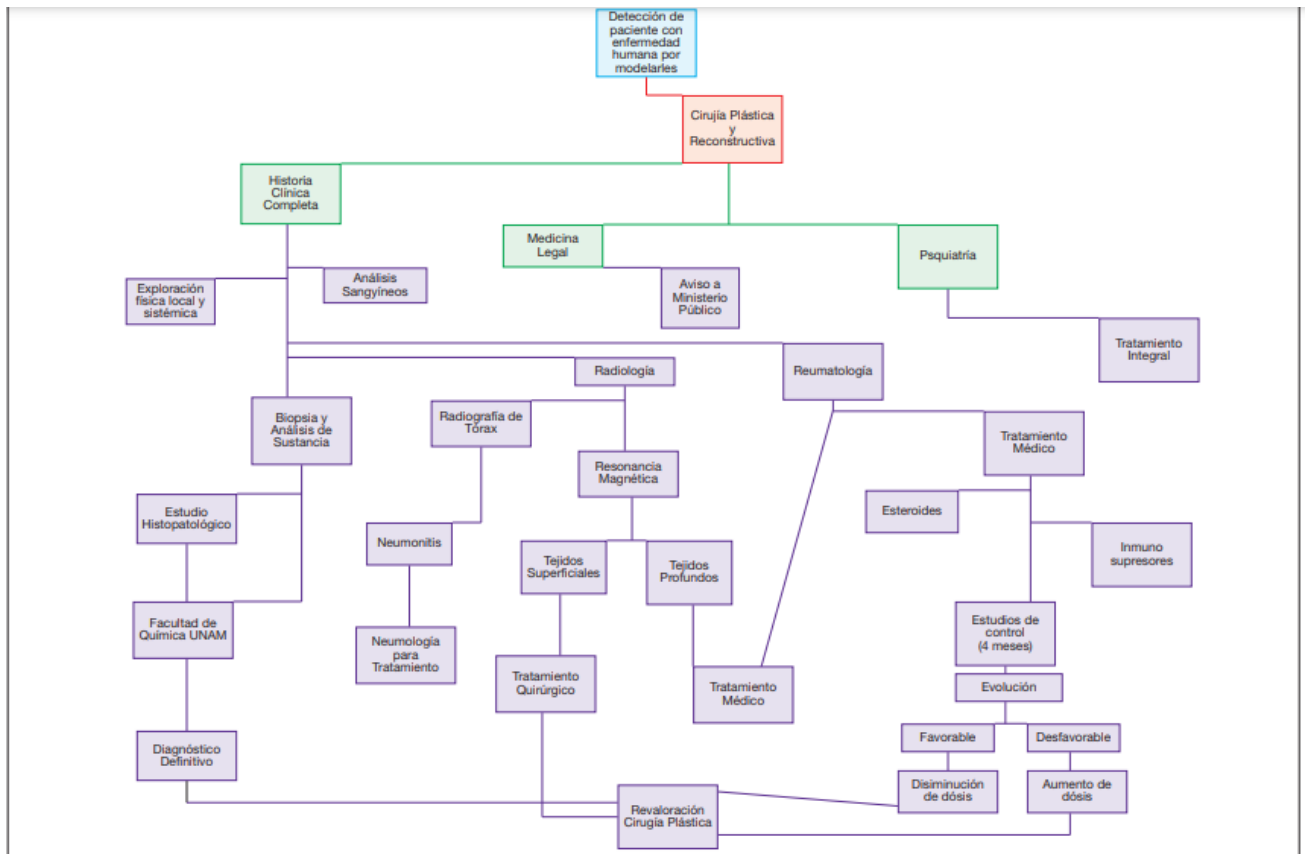 Detección de
paciente con
enfermedad
humana por
modelarles
Cirujía Plástica
y
Reconstructiva
Historia
Clínica
Completa
Medicina
Legal
Psquiatría
Exploración
física local y
sistémica
Análisis
Sangyíneos
Aviso a
Ministerio
Público
Tratamiento
Integral
Radiología
Reumatología
Biopsia y
Análisis de
Sustancia
Radiografía de
Tórax
Resonancia
Magnética
Tratamiento
Médico
Estudio
Histopatológico
Neumonitis
Esteroides
Inmuno
supresores
Tejidos
Superficiales
Tejidos
Profundos
Facultad de
Química UNAM
Neumología
para
Tratamiento
Tratamiento
Quirúrgico
Tratamiento
Médico
Estudios de
control
(4 meses)
Evolución
Favorable
Desfavorable
Diagnóstico
Definitivo
Disiminución
de dósis
Aumento de
dósis
Revaloración
Cirugía Plástica